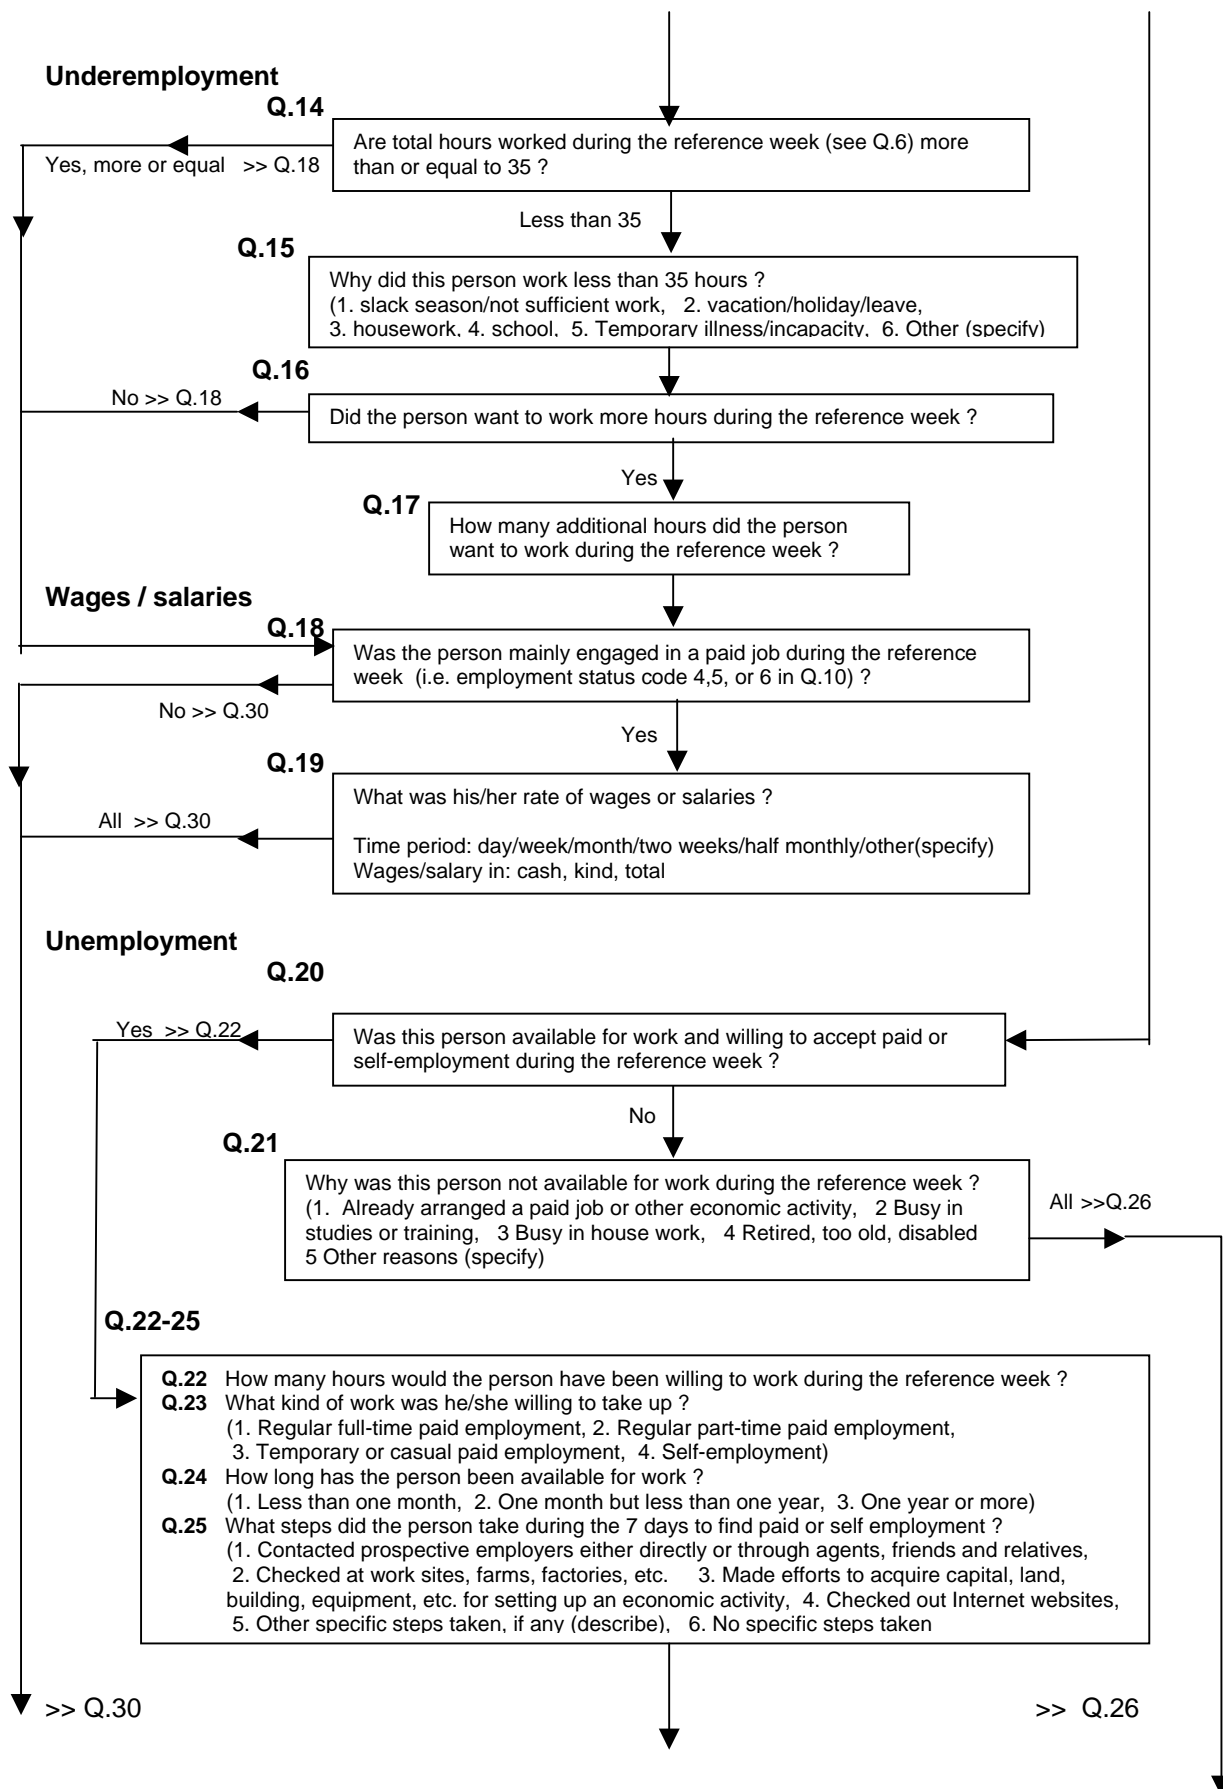 Underemployment
Q.14
Are total hours worked during the reference week (see Q.6) more
than or equal to 35 ?
Yes, more or equal >> Q.18
Less than 35
Q.15
Why did this person work less than 35 hours ?
(1. slack season/not sufficient work, 2. vacation/holiday/leave,
3. housework, 4. school, 5. Temporary illness/incapacity, 6. Other (specify)
Q.16
No >> Q.18
Did the person want to work more hours during the reference week ?
Yes
Q.17
How many additional hours did the person
want to work during the reference week ?
Wages / salaries
Q.18
Was the person mainly engaged in a paid job during the reference
week (i.e. employment status code 4,5, or 6 in Q.10) ?
No >> Q.30
Yes
Q.19
What was his/her rate of wages or salaries ?
All >> Q.30
Time period: day/week/month/two weeks/half monthly/other(specify)
Wages/salary in: cash, kind, total
Unemployment
Q.20
Yes >> Q.22
Was this person available for work and willing to accept paid or
self-employment during the reference week ?
No
Q.21
Why was this person not available for work during the reference week ?
(1. Already arranged a paid job or other economic activity, 2 Busy in
studies or training, 3 Busy in house work, 4 Retired, too old, disabled
5 Other reasons (specify)
All >>Q.26
Q.22-25
Q.22 How many hours would the person have been willing to work during the reference week ?
Q.23 What kind of work was he/she willing to take up ?
(1. Regular full-time paid employment, 2. Regular part-time paid employment,
3. Temporary or casual paid employment, 4. Self-employment)
Q.24 How long has the person been available for work ?
(1. Less than one month, 2. One month but less than one year, 3. One year or more)
Q.25 What steps did the person take during the 7 days to find paid or self employment ?
(1. Contacted prospective employers either directly or through agents, friends and relatives,
2. Checked at work sites, farms, factories, etc. 3. Made efforts to acquire capital, land,
building, equipment, etc. for setting up an economic activity, 4. Checked out Internet websites,
5. Other specific steps taken, if any (describe), 6. No specific steps taken
>> Q.30
>> Q.26